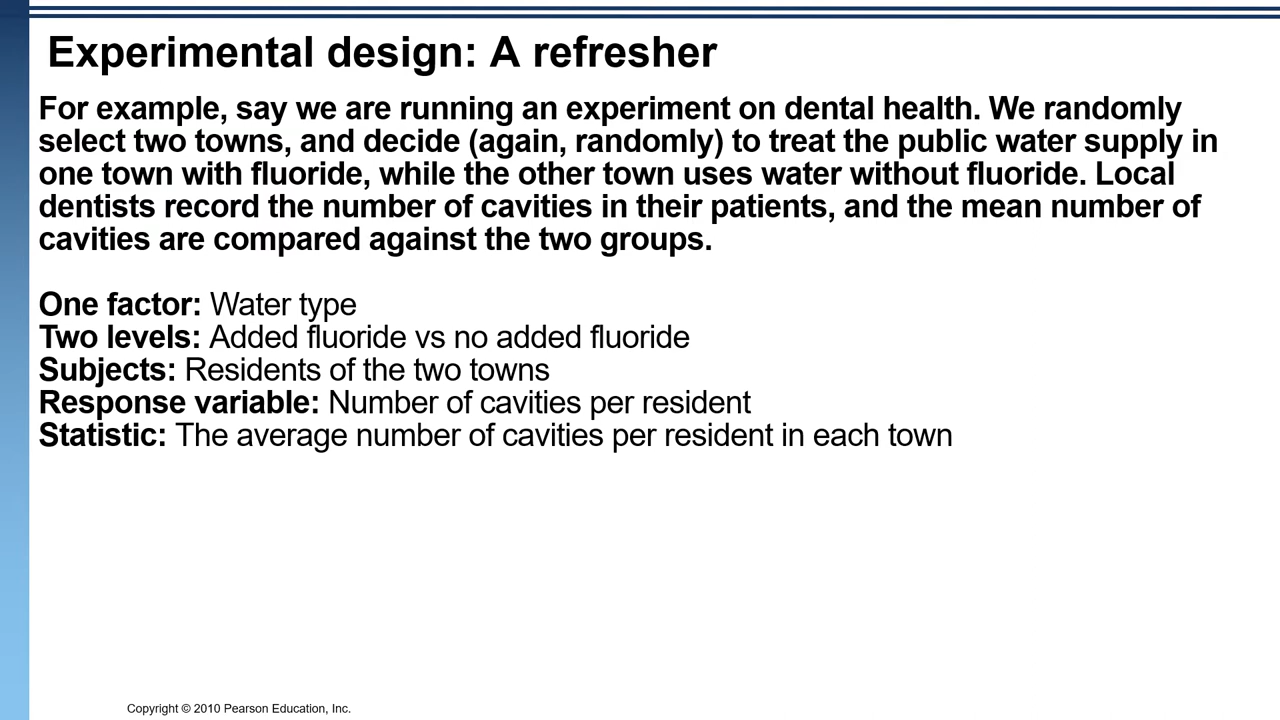 Experimental design: A refresher
For example, say we are running an experiment on dental health. We randomly
select two towns, and decide (again, randomly) to treat the public water supply in
one town with fluoride, while the other town uses water without fluoride. Local
dentists record the number of cavities in their patients, and the mean number of
cavities are compared against the two groups.
One factor: Water type
Two levels: Added fluoride vs no added fluoride
Subjects: Residents of the two towns
Response variable: Number of cavities per resident
Statistic: The average number of cavities per resident in each town
Copyright © 2010 Pearson Education, Inc.